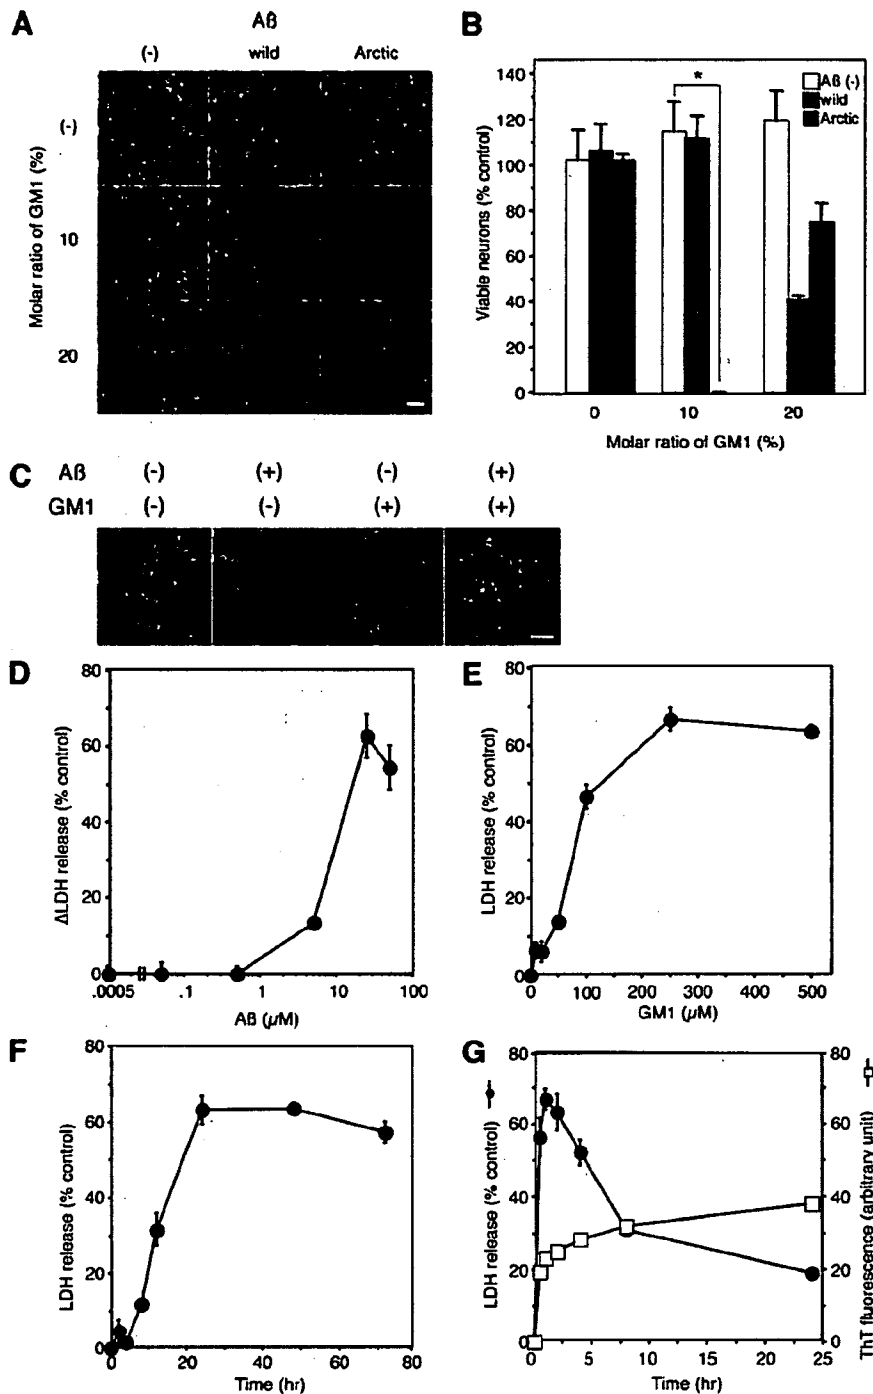 A
Aß
(-)
wild
Arctic
Molar ratio of GM1 (%)
(-)
10
20
B
Viable neurons (% control)
140
120
100
80
60
40
20
0
*
Aß (-)
wild
Arctic
0
10
20
Molar ratio of GM1 (%)
C
Aß
(-)
(+)
(-)
(+)
GM1
(-)
(-)
(+)
(+)
D
ΔLDH release (% control)
80
60
40
20
0
.0005
.1
1
10
100
Aß (µM)
E
LDH release (% control)
80
60
40
20
0
0
100
200
300
400
500
GM1 (µM)
F
LDH release (% control)
80
60
40
20
0
0
20
40
60
80
Time (hr)
G
LDH release (% control)
80
60
40
20
0
0
5
10
15
20
25
Time (hr)
80
60
40
20
0
ThT fluorescence (arbitrary unit)